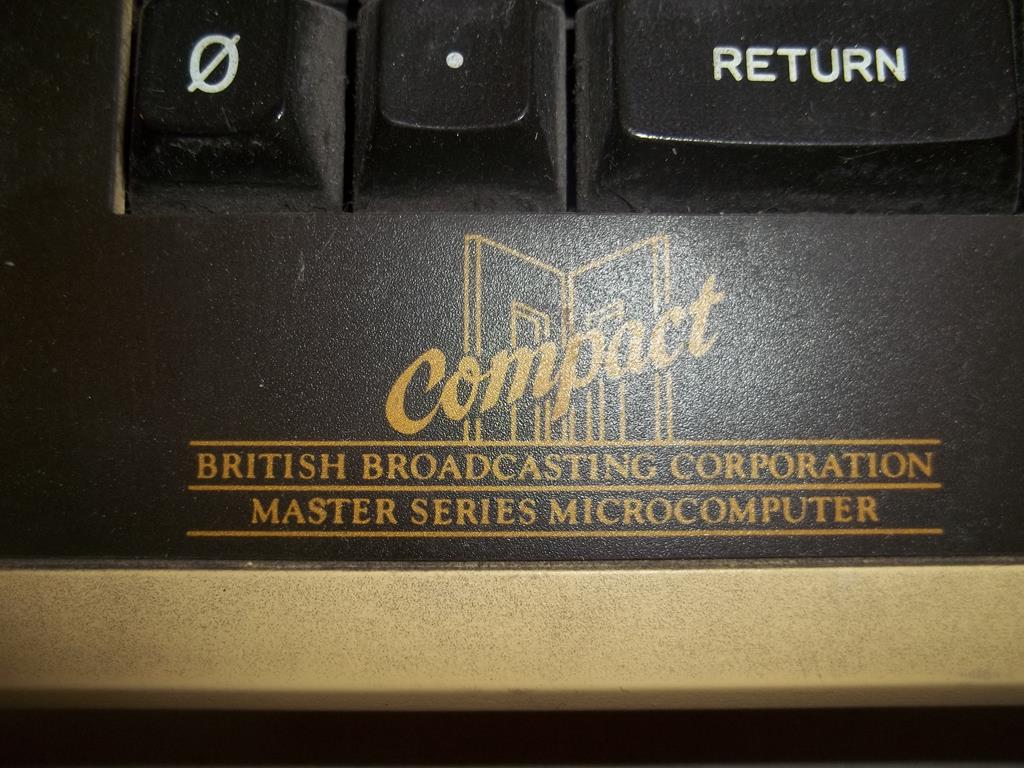 Ø . RETURN
Compact
BRITISH BROADCASTING CORPORATION
MASTER SERIES MICROCOMPUTER